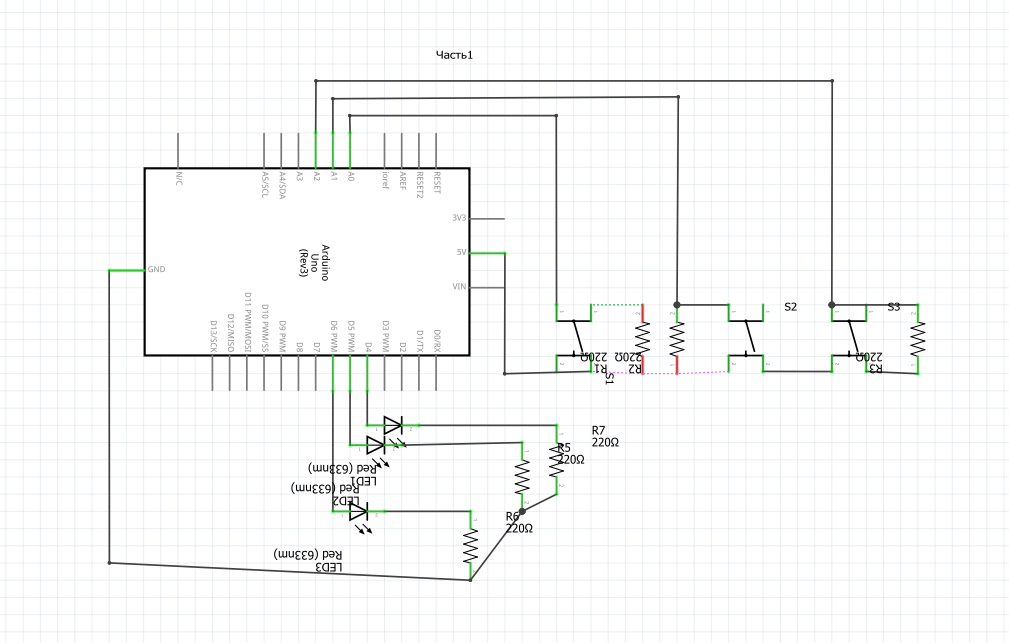 Часть1
N/C
A5/SCL
A4/SDA
A3
A2
A1
A0
ioref
AREF
RESET2
RESET
3V3
5V
VIN
GND
Arduino
Uno
(Rev3)
D13/SCK
D12/MISO
D11 PWM/MOSI
D10 PWM/SS
D9 PWM
D8
D7
D6 PWM
D5 PWM
D4
D3 PWM
D2
D1/TX
D0/RX
S1
S2
S3
R1
220Ω
R2
220Ω
R3
220Ω
R7
220Ω
R5
220Ω
R6
220Ω
LED1
Red (633nm)
LED2
Red (633nm)
LED3
Red (633nm)